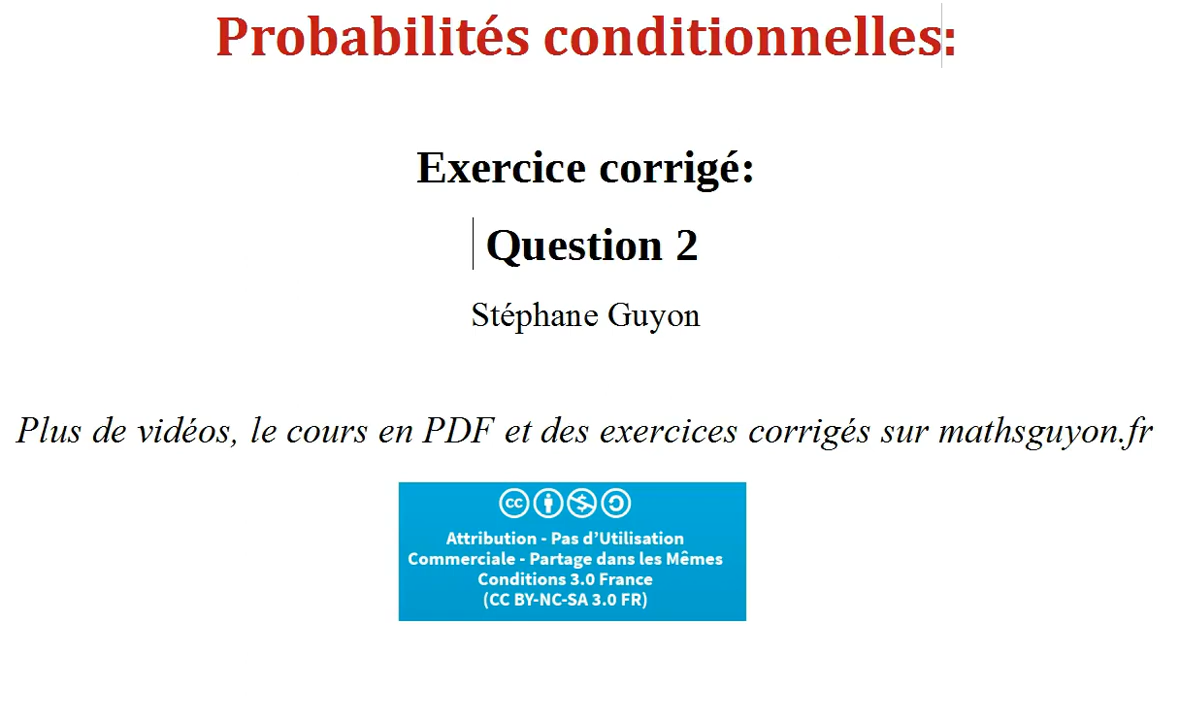 Probabilités conditionnelles:
Exercice corrigé:
Question 2
Stéphane Guyon
Plus de vidéos, le cours en PDF et des exercices corrigés sur mathsguyon.fr
cc
Attribution - Pas d’Utilisation
Commerciale - Partage dans les Mêmes
Conditions 3.0 France
(CC BY-NC-SA 3.0 FR)